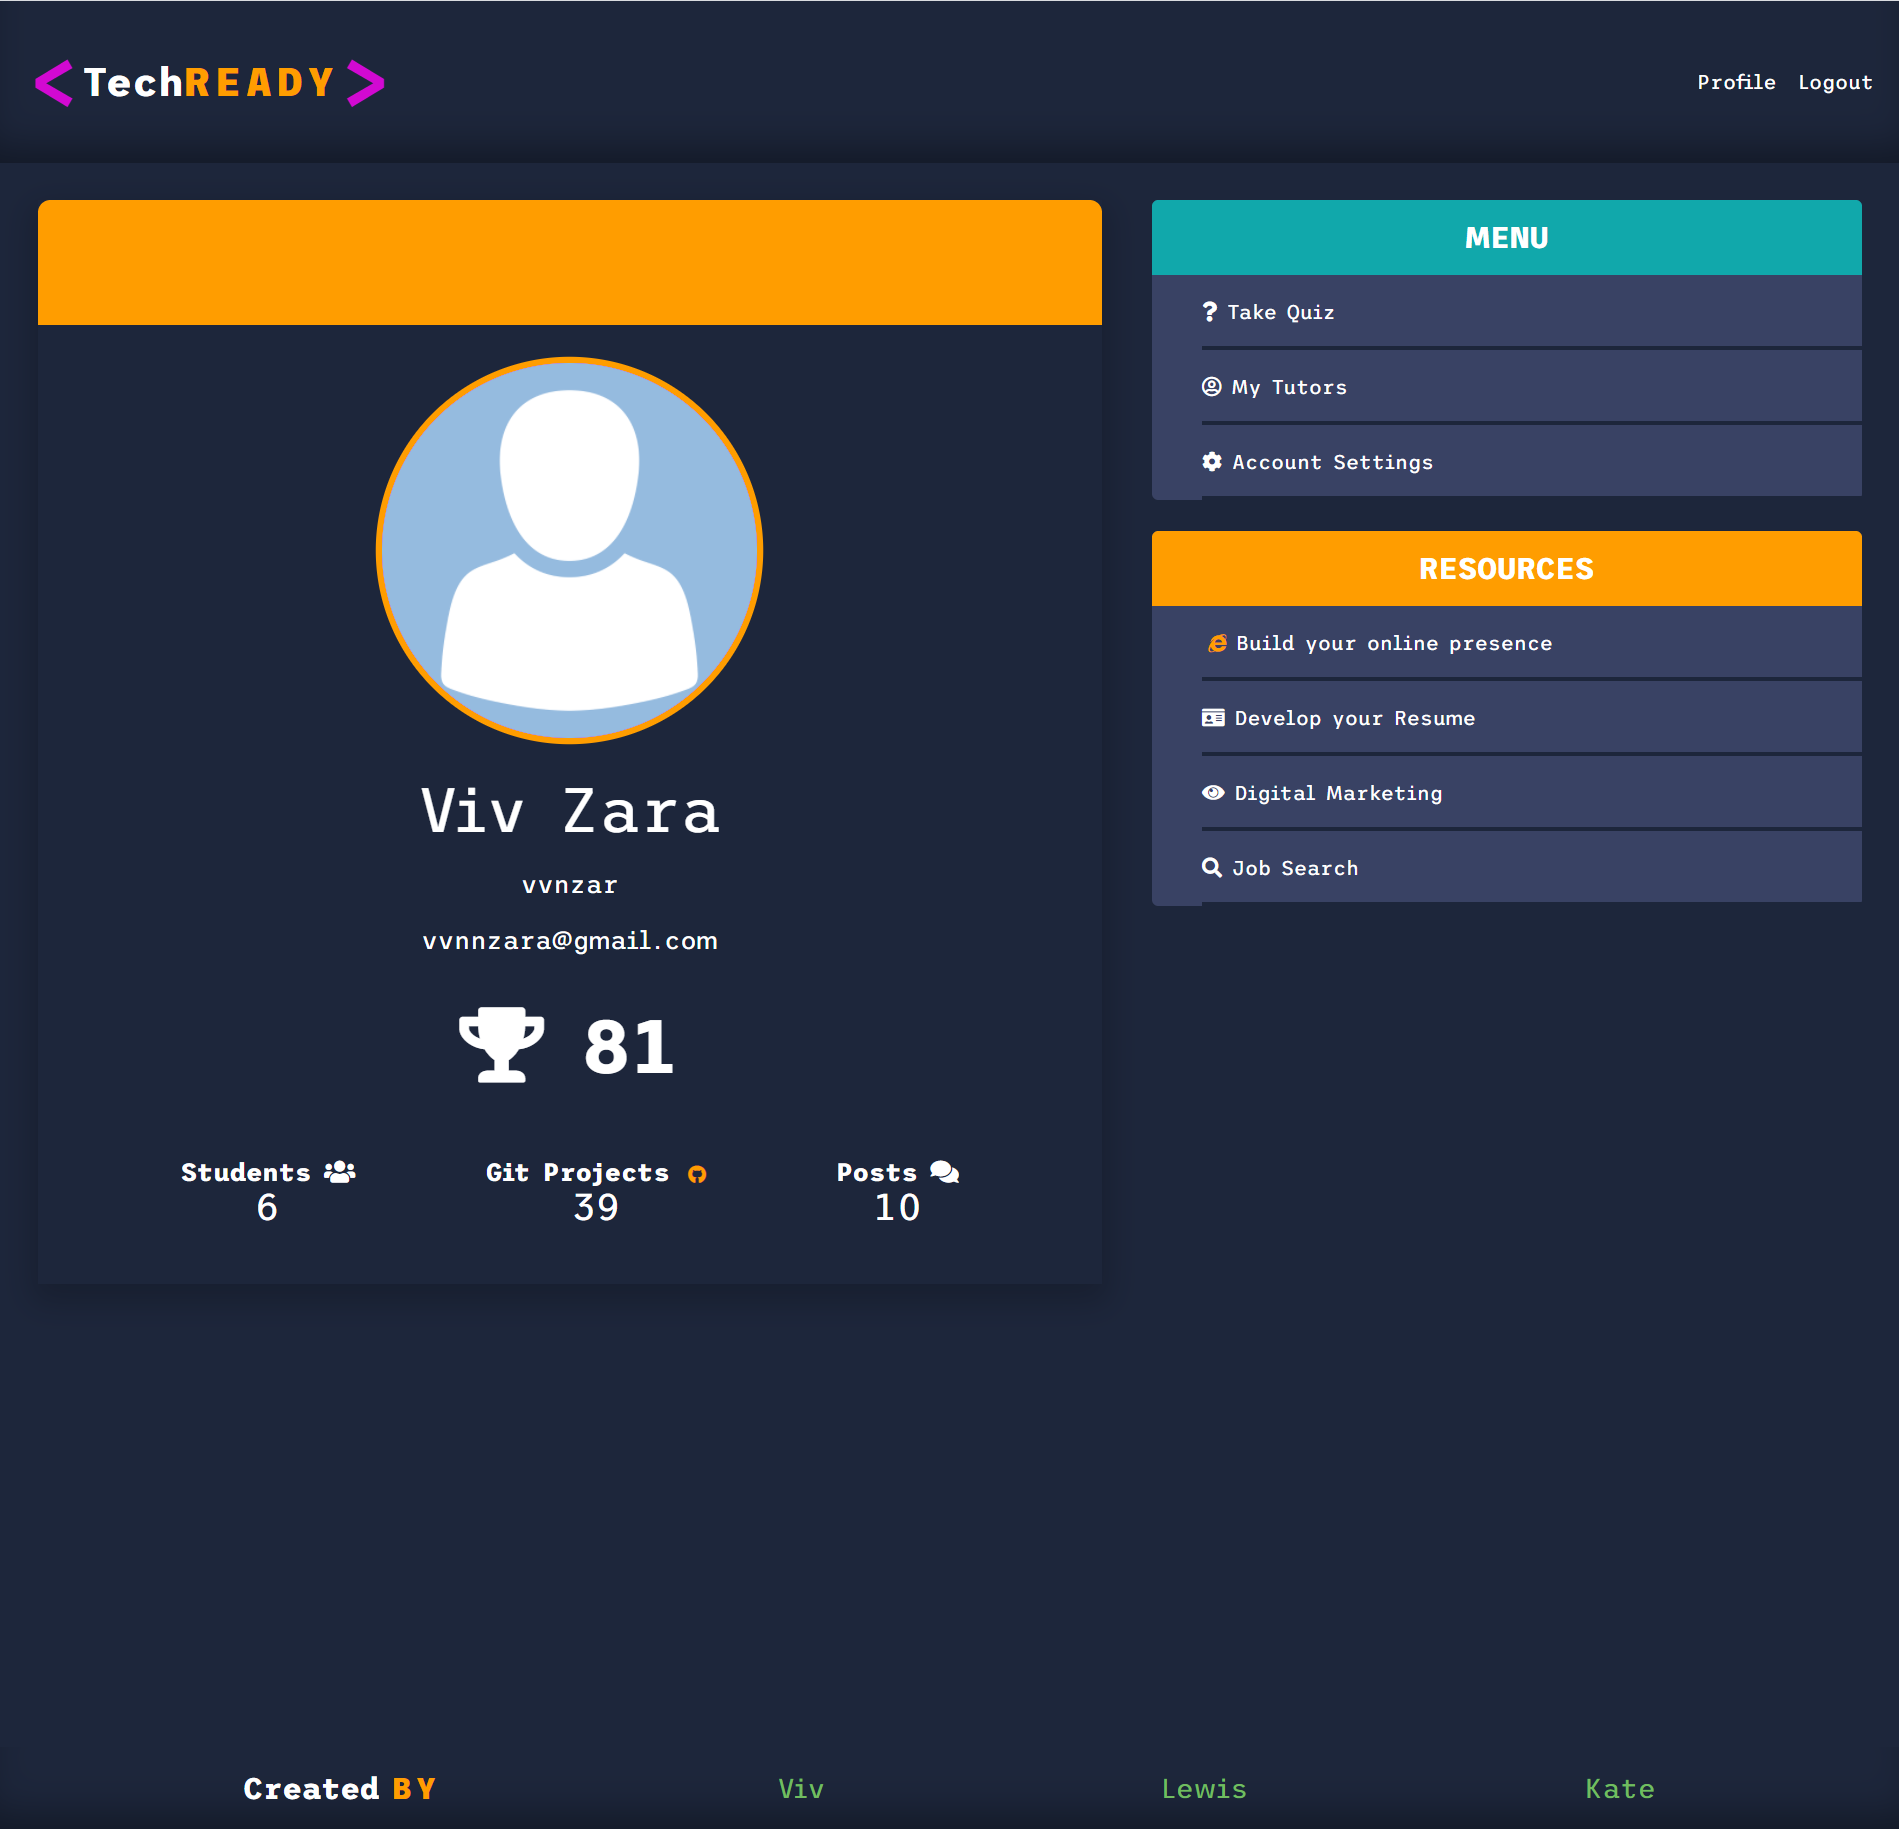 < TechREADY >
Profile Logout
Viv Zara
vvnzar
vvnnzara@gmail.com
81
Students
6
Git Projects
39
Posts
10
MENU
Take Quiz
My Tutors
Account Settings
RESOURCES
Build your online presence
Develop your Resume
Digital Marketing
Job Search
Created BY
Viv
Lewis
Kate